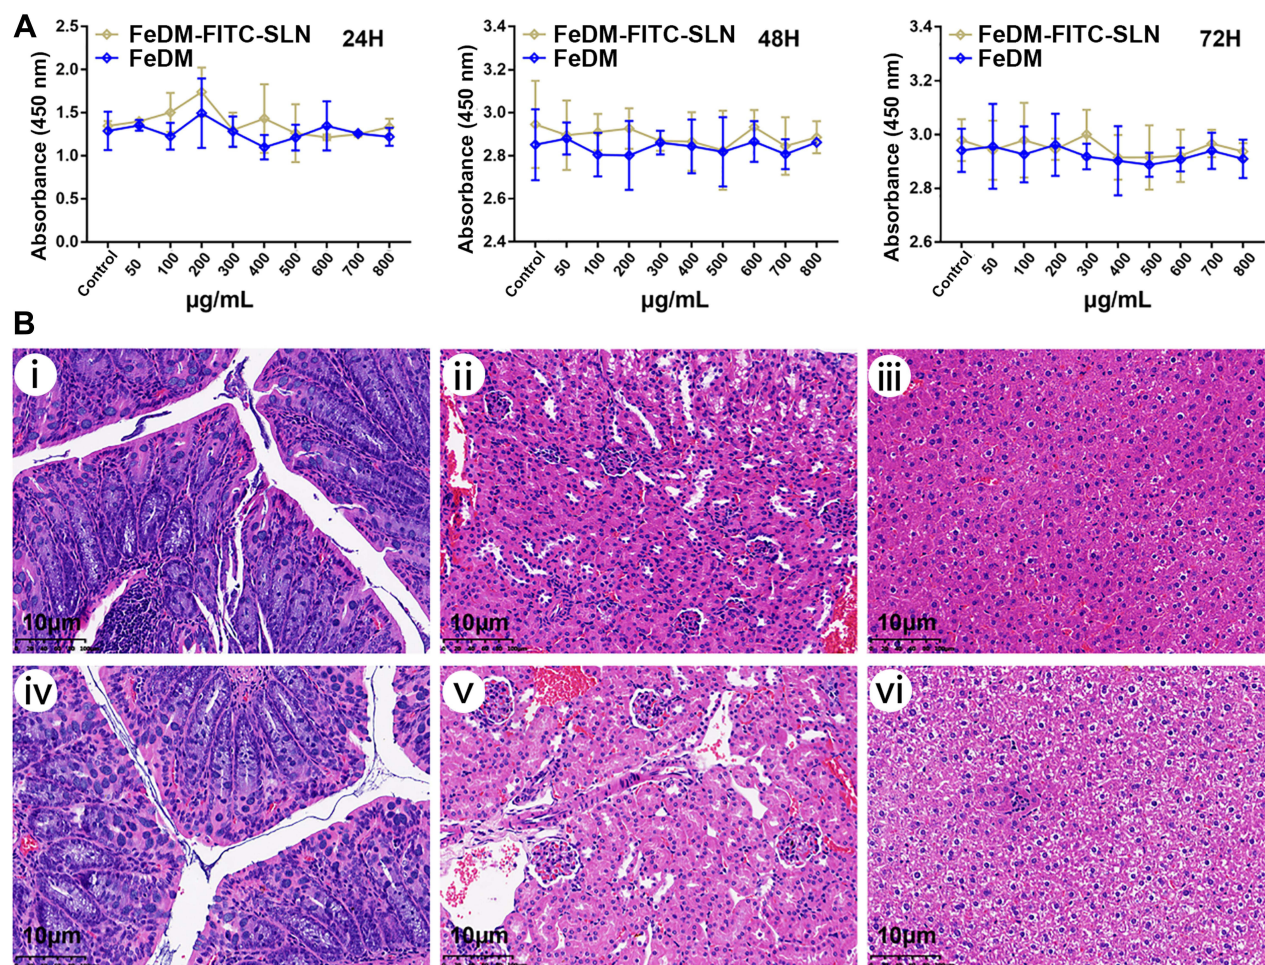 A
FeDM-FITC-SLN
FeDM
24H
Absorbance (450 nm)
2.5
2.0
1.5
1.0
0.5
0.0
Control
50
100
200
300
400
500
600
700
800
µg/mL
FeDM-FITC-SLN
FeDM
48H
Absorbance (450 nm)
3.4
3.2
3.0
2.8
2.6
2.4
Control
50
100
200
300
400
500
600
700
800
µg/mL
FeDM-FITC-SLN
FeDM
72H
Absorbance (450 nm)
3.4
3.2
3.0
2.8
2.6
Control
50
100
200
300
400
500
600
700
800
µg/mL
B
i
10µm
ii
10µm
iii
10µm
iv
10µm
v
10µm
vi
10µm